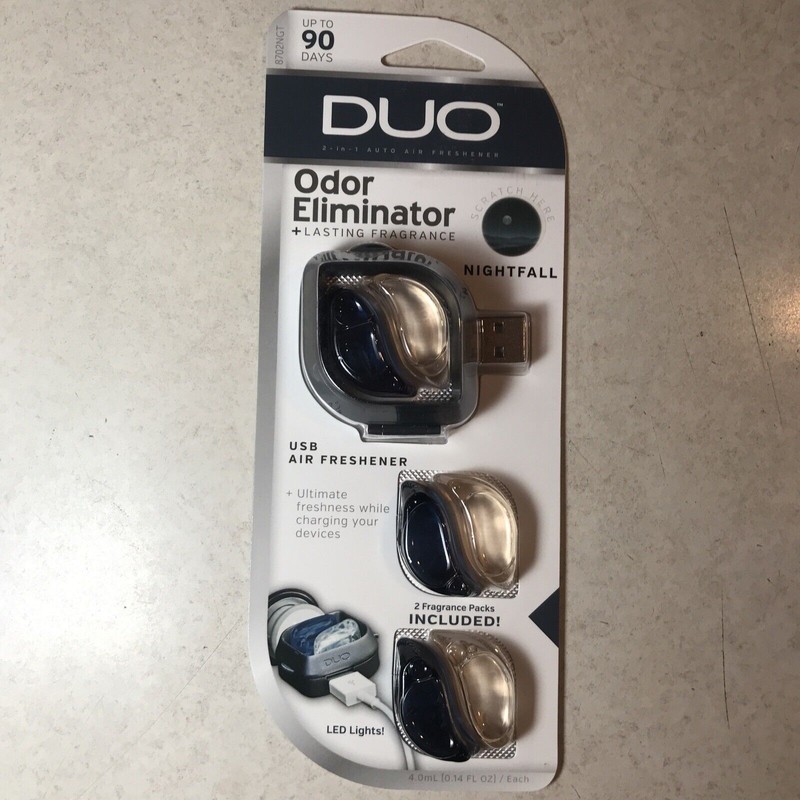 8702NGT
UP TO
90
DAYS
DUO™
2-in-1 AUTO AIR FRESHENER
Odor
Eliminator
+LASTING FRAGRANCE
SCRATCH HERE
NIGHTFALL
USB
AIR FRESHENER
+ Ultimate
freshness while
charging your
devices
2 Fragrance Packs
INCLUDED!
DUO
LED Lights!
4.0mL [0.14 FL OZ] / Each